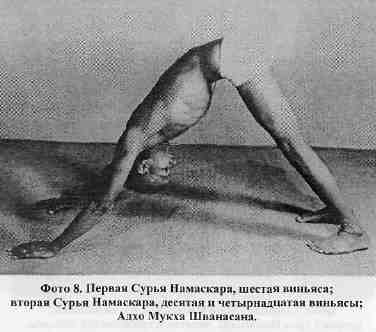 Фото 8. Первая Сурья Намаскара, шестая виньяса;
вторая Сурья Намаскара, десятая и четырнадцатая виньясы;
Адхо Мукха Шванасана.